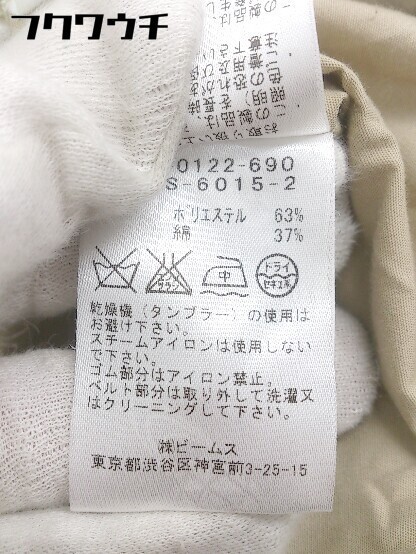 フクワウチ
0122-690
S-6015-2
ポリエステル 63%
綿 37%
ドライ
セキユ系
乾燥機(タンブラー)の使用は
お避け下さい。
スチームアイロンは使用しない
で下さい。
ゴム部分はアイロン禁止。
ベルト部分は取り外して洗濯又
はクリーニングして下さい。
㈱ビームス
東京都渋谷区神宮前3-25-15